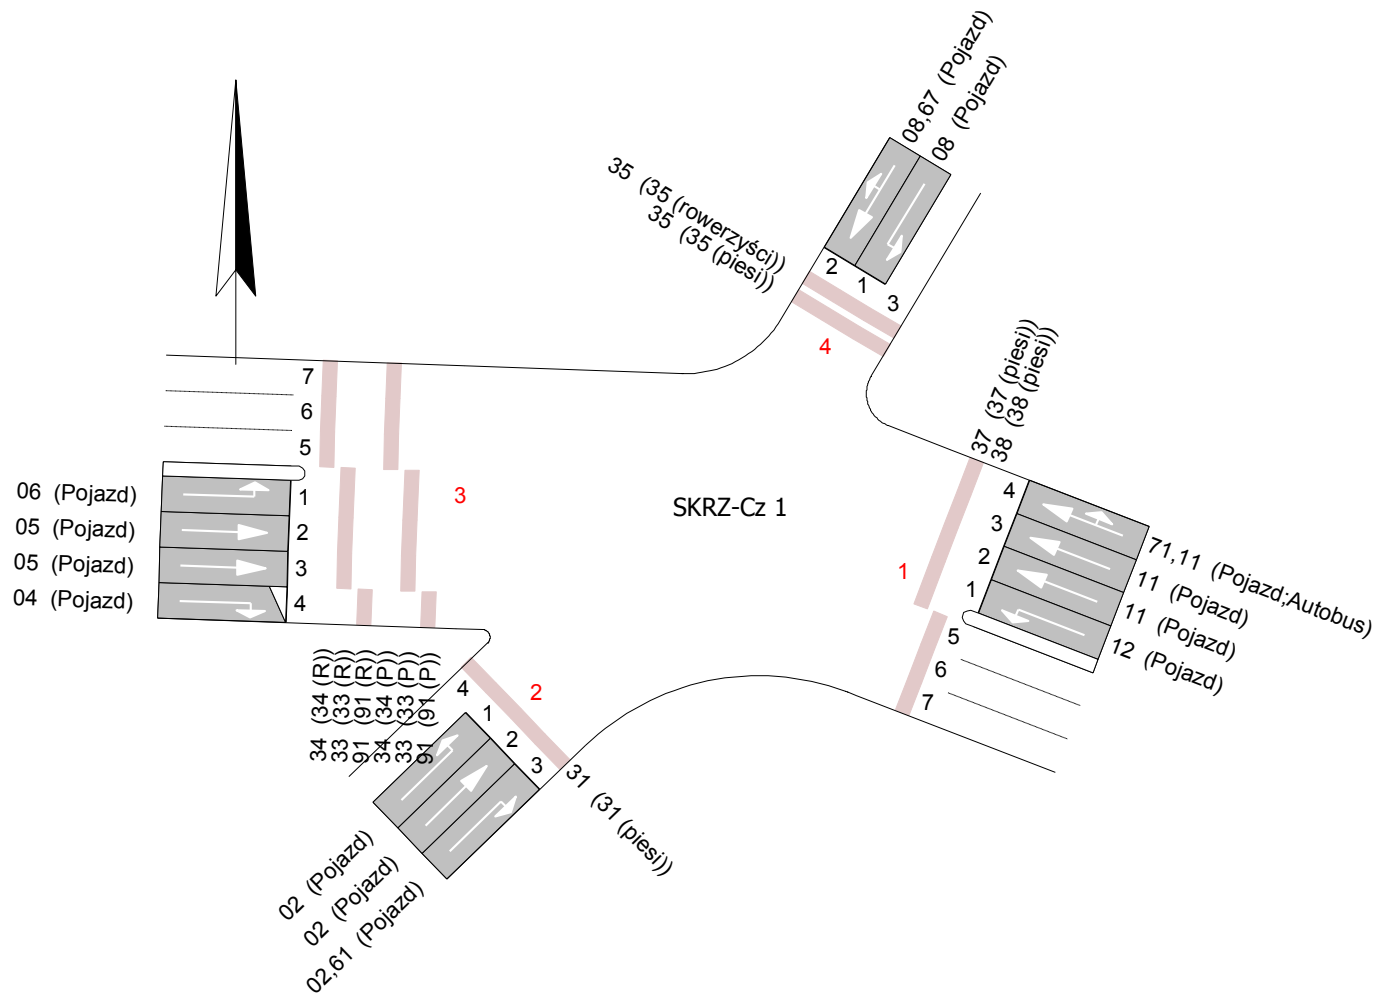 08,67 (Pojazd)
08 (Pojazd)
35 (35 (rowerzyści))
35 (35 (piesi))
2
1
3
4
7
6
5
06 (Pojazd)
05 (Pojazd)
05 (Pojazd)
04 (Pojazd)
1
2
3
4
3
SKRZ-Cz 1
37 (37 (piesi))
38 (38 (piesi))
4
3
2
1
1
5
6
7
71,11 (Pojazd;Autobus)
11 (Pojazd)
11 (Pojazd)
12 (Pojazd)
34 (34 (R))
33 (33 (R))
91 (91 (R))
34 (34 (P))
33 (33 (P))
91 (91 (P))
4
1
2
3
2
31 (31 (piesi))
02 (Pojazd)
02 (Pojazd)
02,61 (Pojazd)